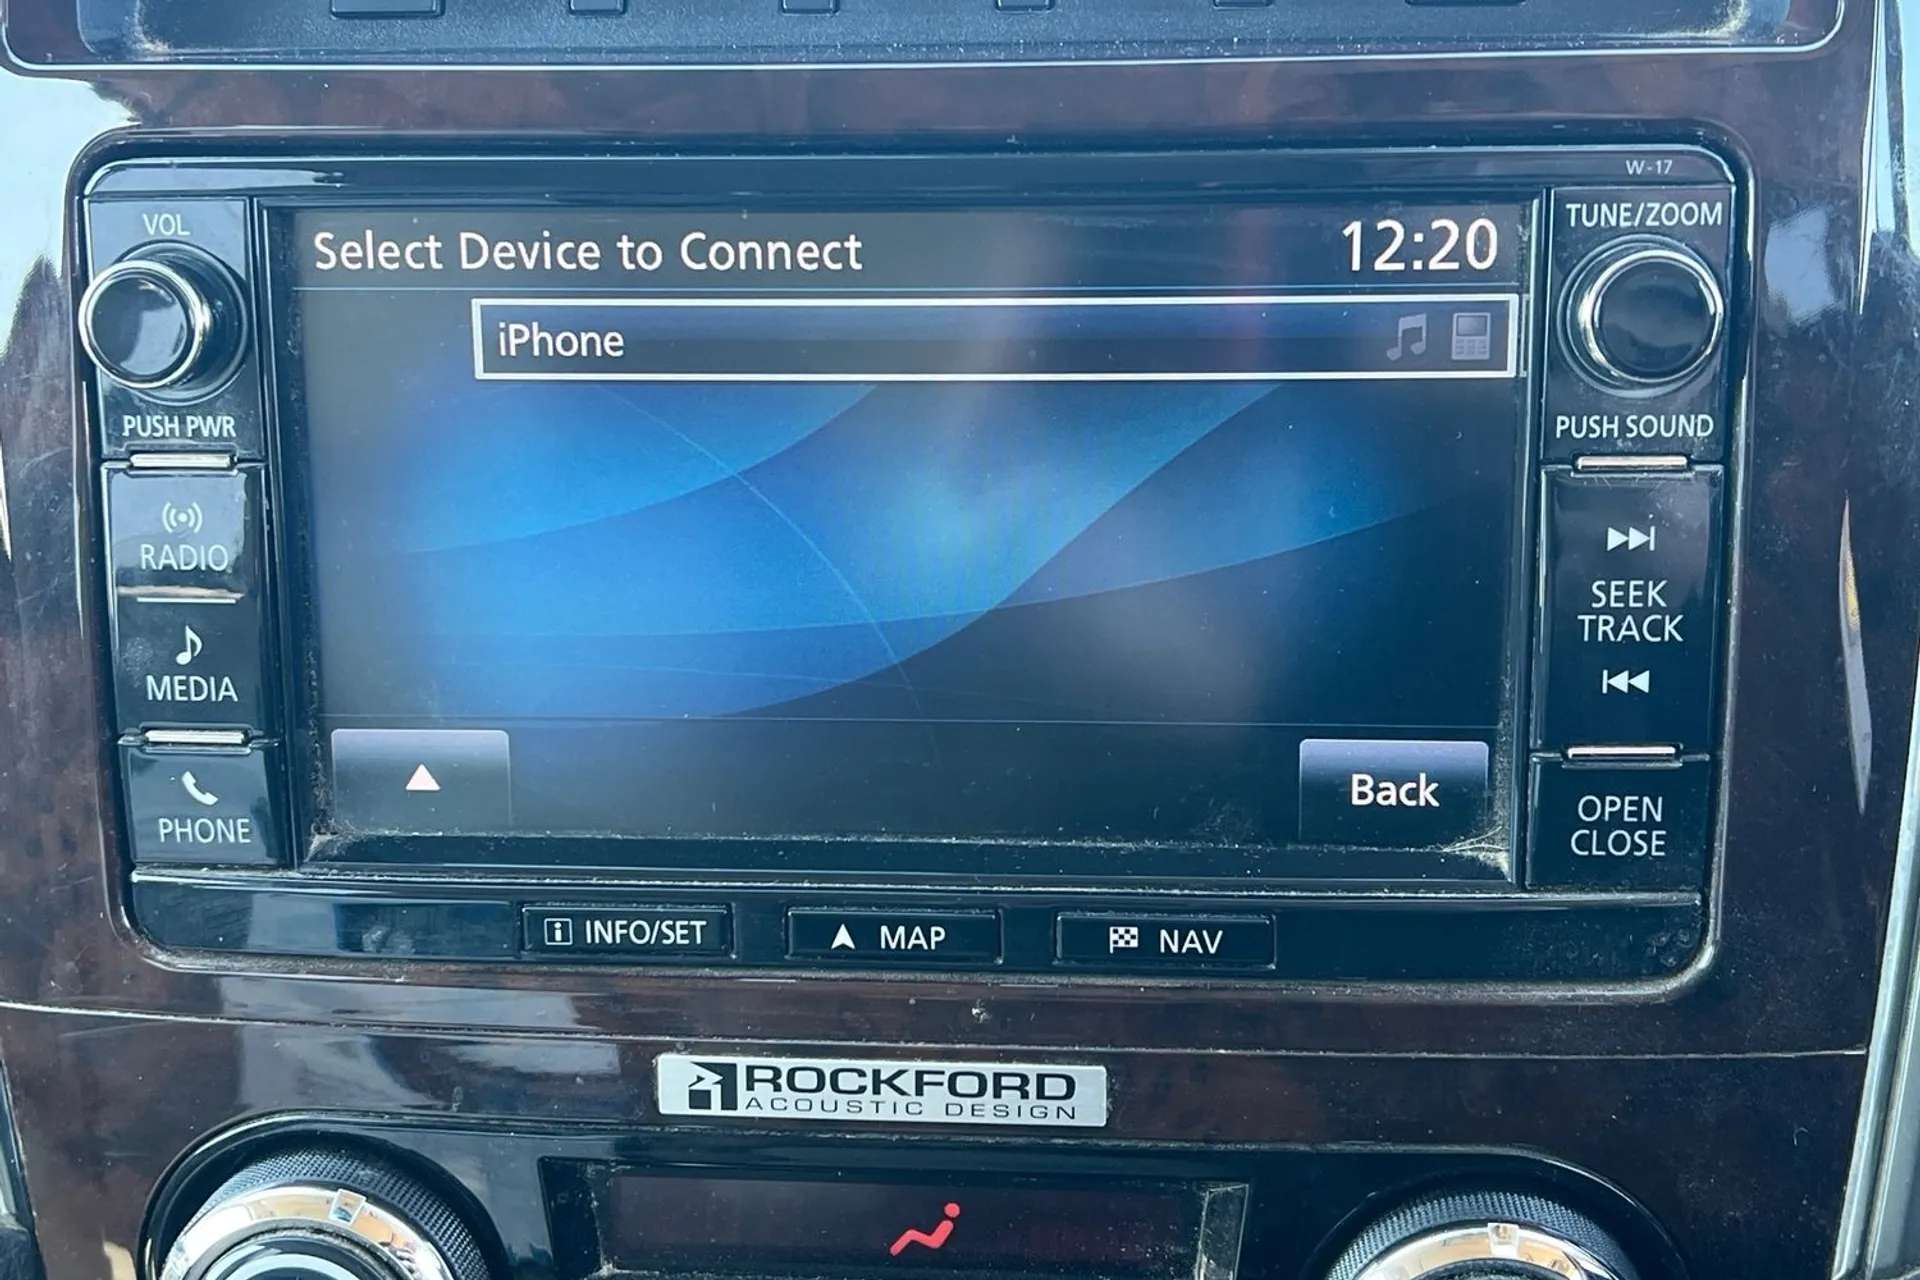 W-17
VOL
TUNE/ZOOM
Select Device to Connect
12:20
iPhone
PUSH PWR
PUSH SOUND
RADIO
MEDIA
PHONE
SEEK
TRACK
Back
OPEN
CLOSE
INFO/SET
MAP
NAV
ROCKFORD
ACOUSTIC DESIGN